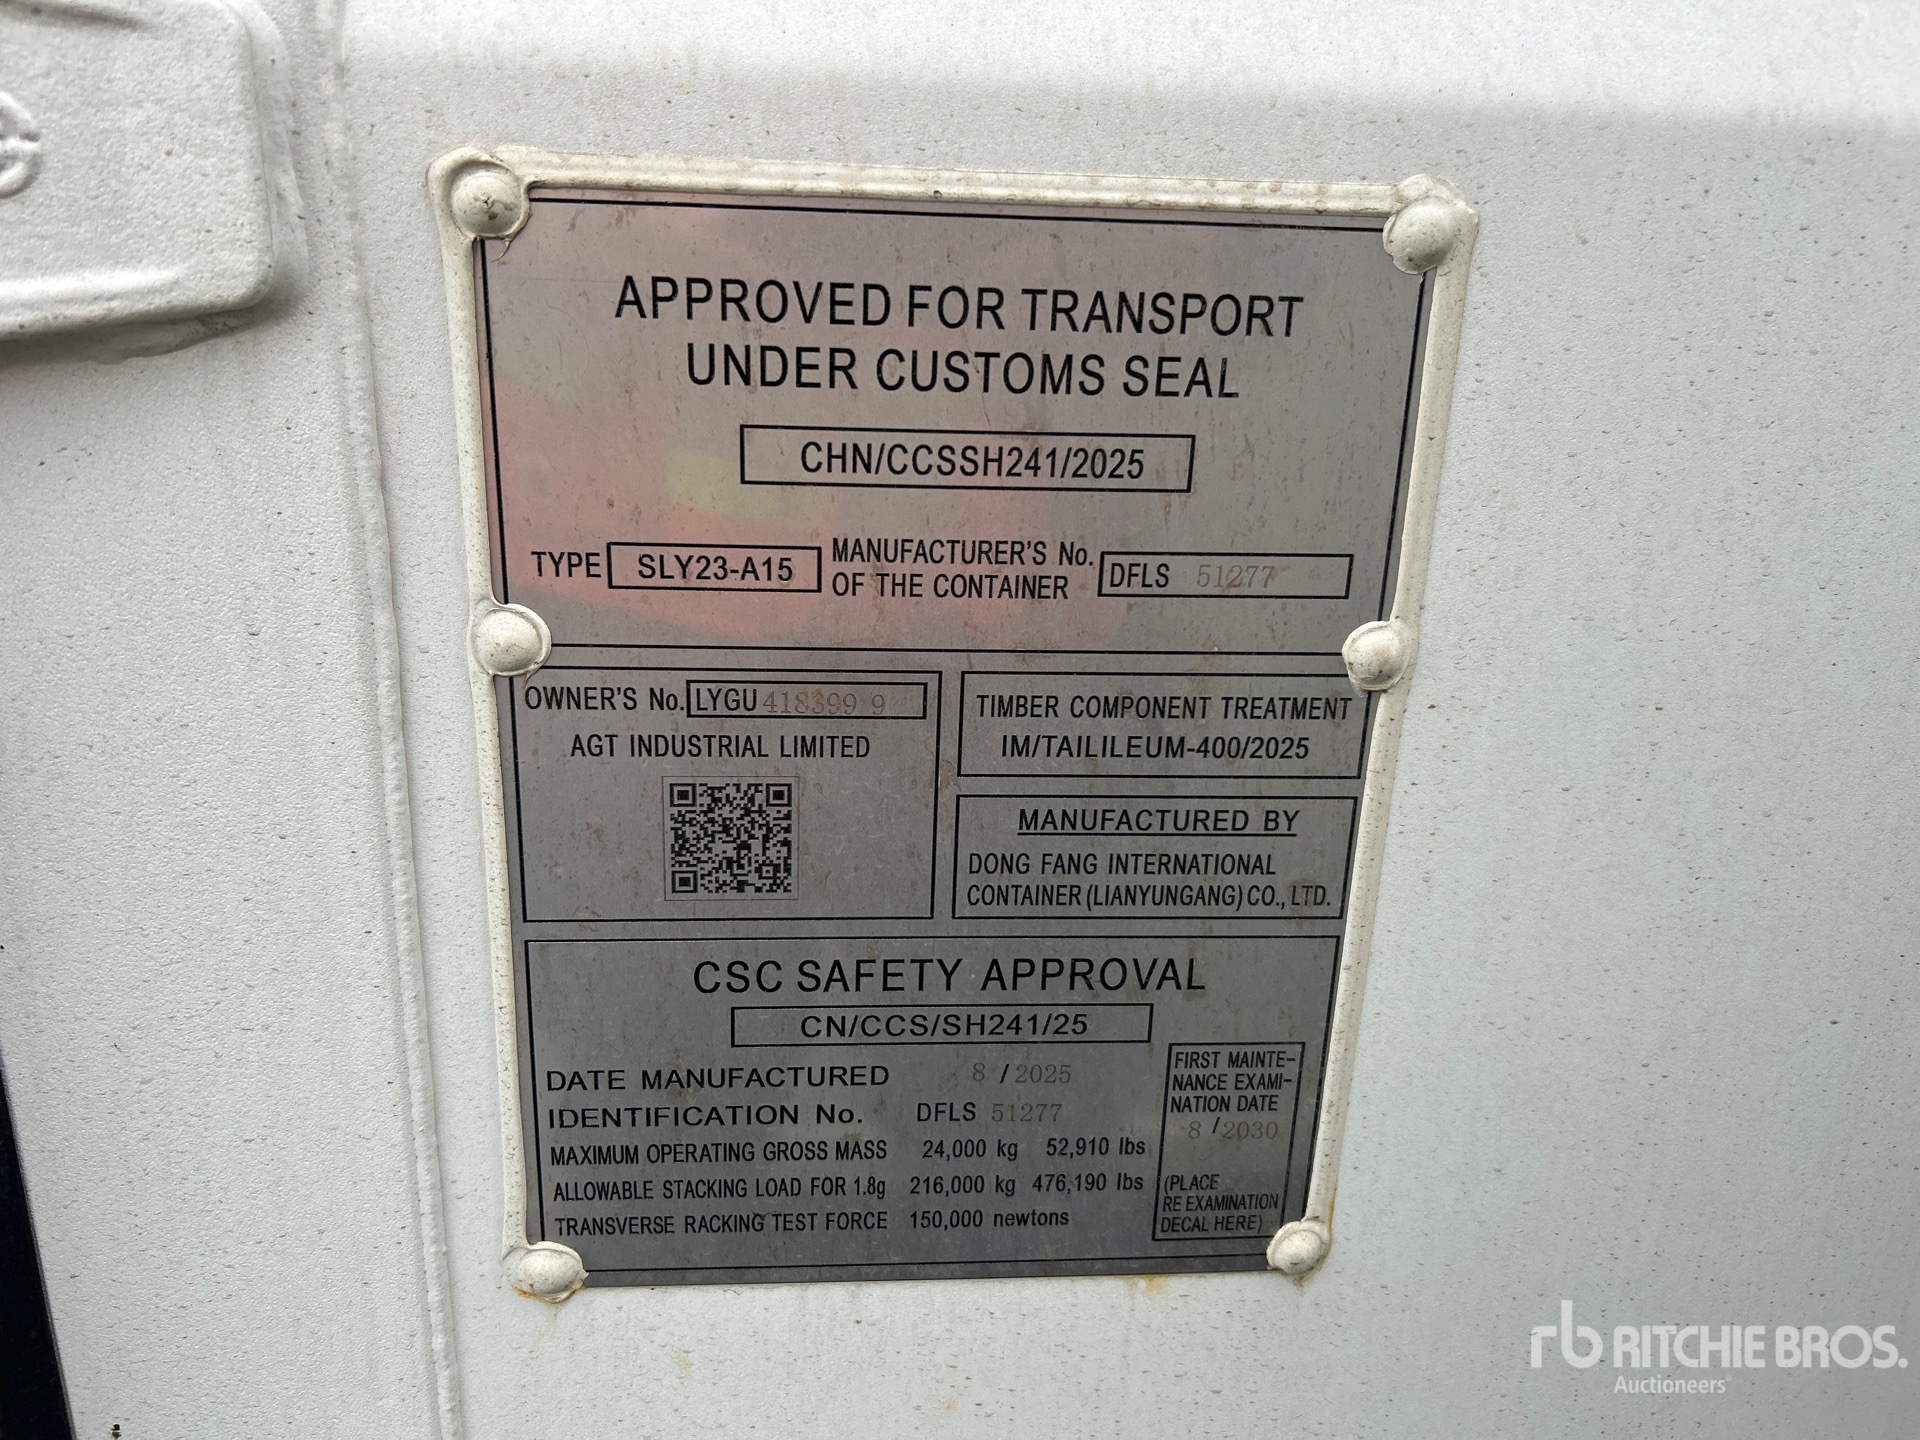 APPROVED FOR TRANSPORT
UNDER CUSTOMS SEAL
CHN/CCSSH241/2025
TYPE SLY23-A15 MANUFACTURER'S No. OF THE CONTAINER DFLS 51277
OWNER'S No. LYGU 418399 9
AGT INDUSTRIAL LIMITED
TIMBER COMPONENT TREATMENT
IM/TAILILEUM-400/2025
MANUFACTURED BY
DONG FANG INTERNATIONAL
CONTAINER (LIANYUNGANG) CO., LTD.
CSC SAFETY APPROVAL
CN/CCS/SH241/25
DATE MANUFACTURED 8 / 2025
IDENTIFICATION No. DFLS 51277
MAXIMUM OPERATING GROSS MASS 24,000 kg 52,910 lbs
ALLOWABLE STACKING LOAD FOR 1.8g 216,000 kg 476,190 lbs
TRANSVERSE RACKING TEST FORCE 150,000 newtons
FIRST MAINTE-
NANCE EXAMI-
NATION DATE
8 / 2030
(PLACE
RE EXAMINATION
DECAL HERE)
rb RITCHIE BROS.
Auctioneers